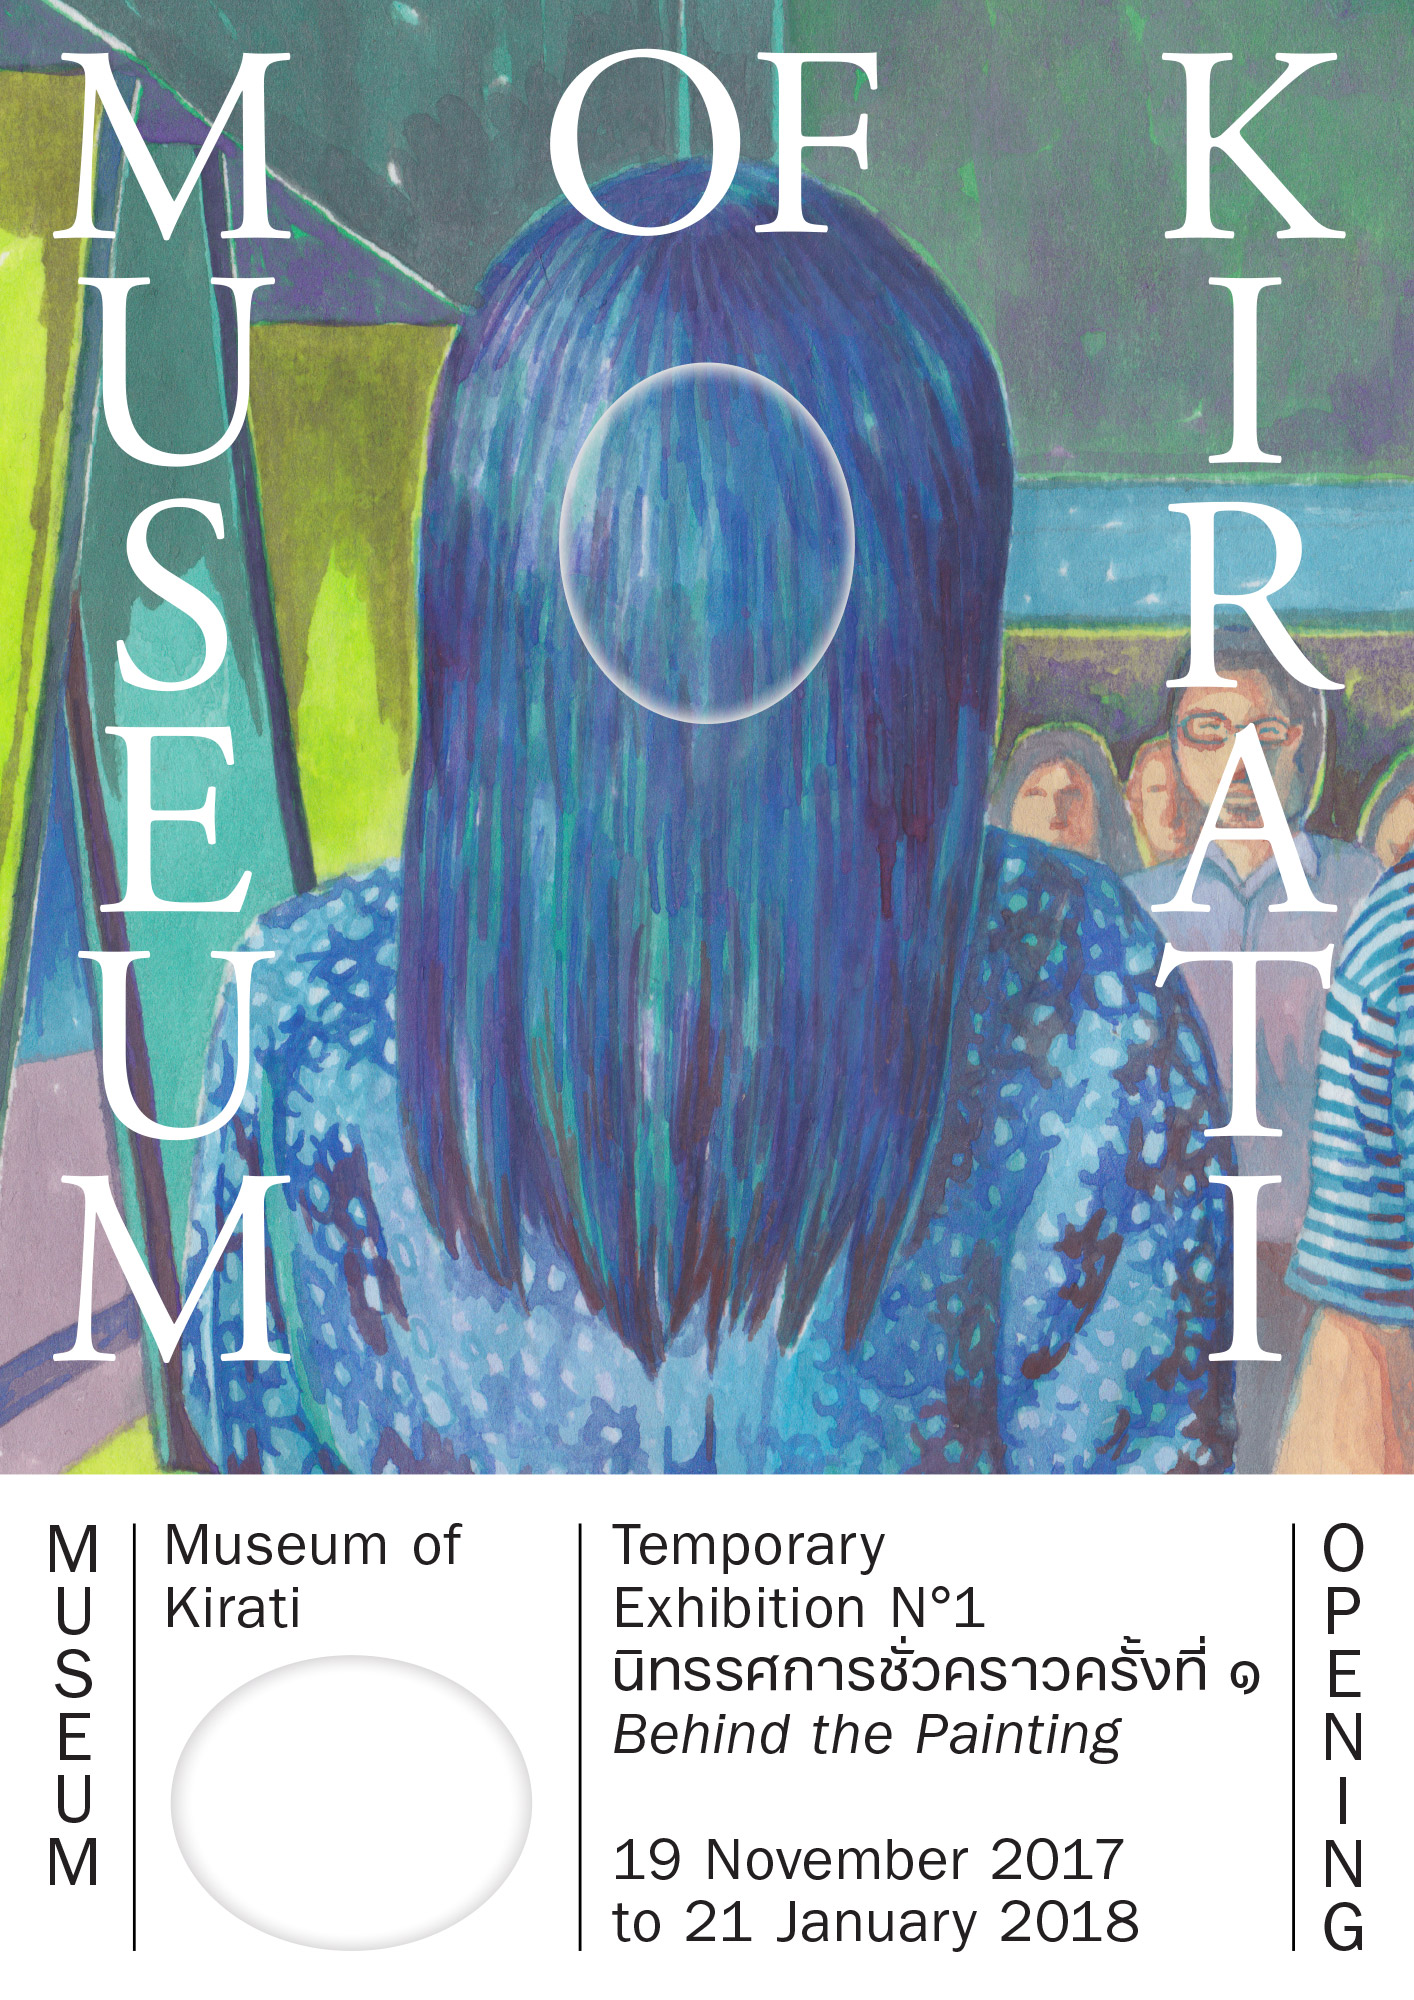 MUSEUM
OF
KIRATI
MUSEUM
Museum of
Kirati
Temporary
Exhibition N°1
นิทรรศการชั่วคราวครั้งที่ ๑
Behind the Painting
19 November 2017
to 21 January 2018
OPENING